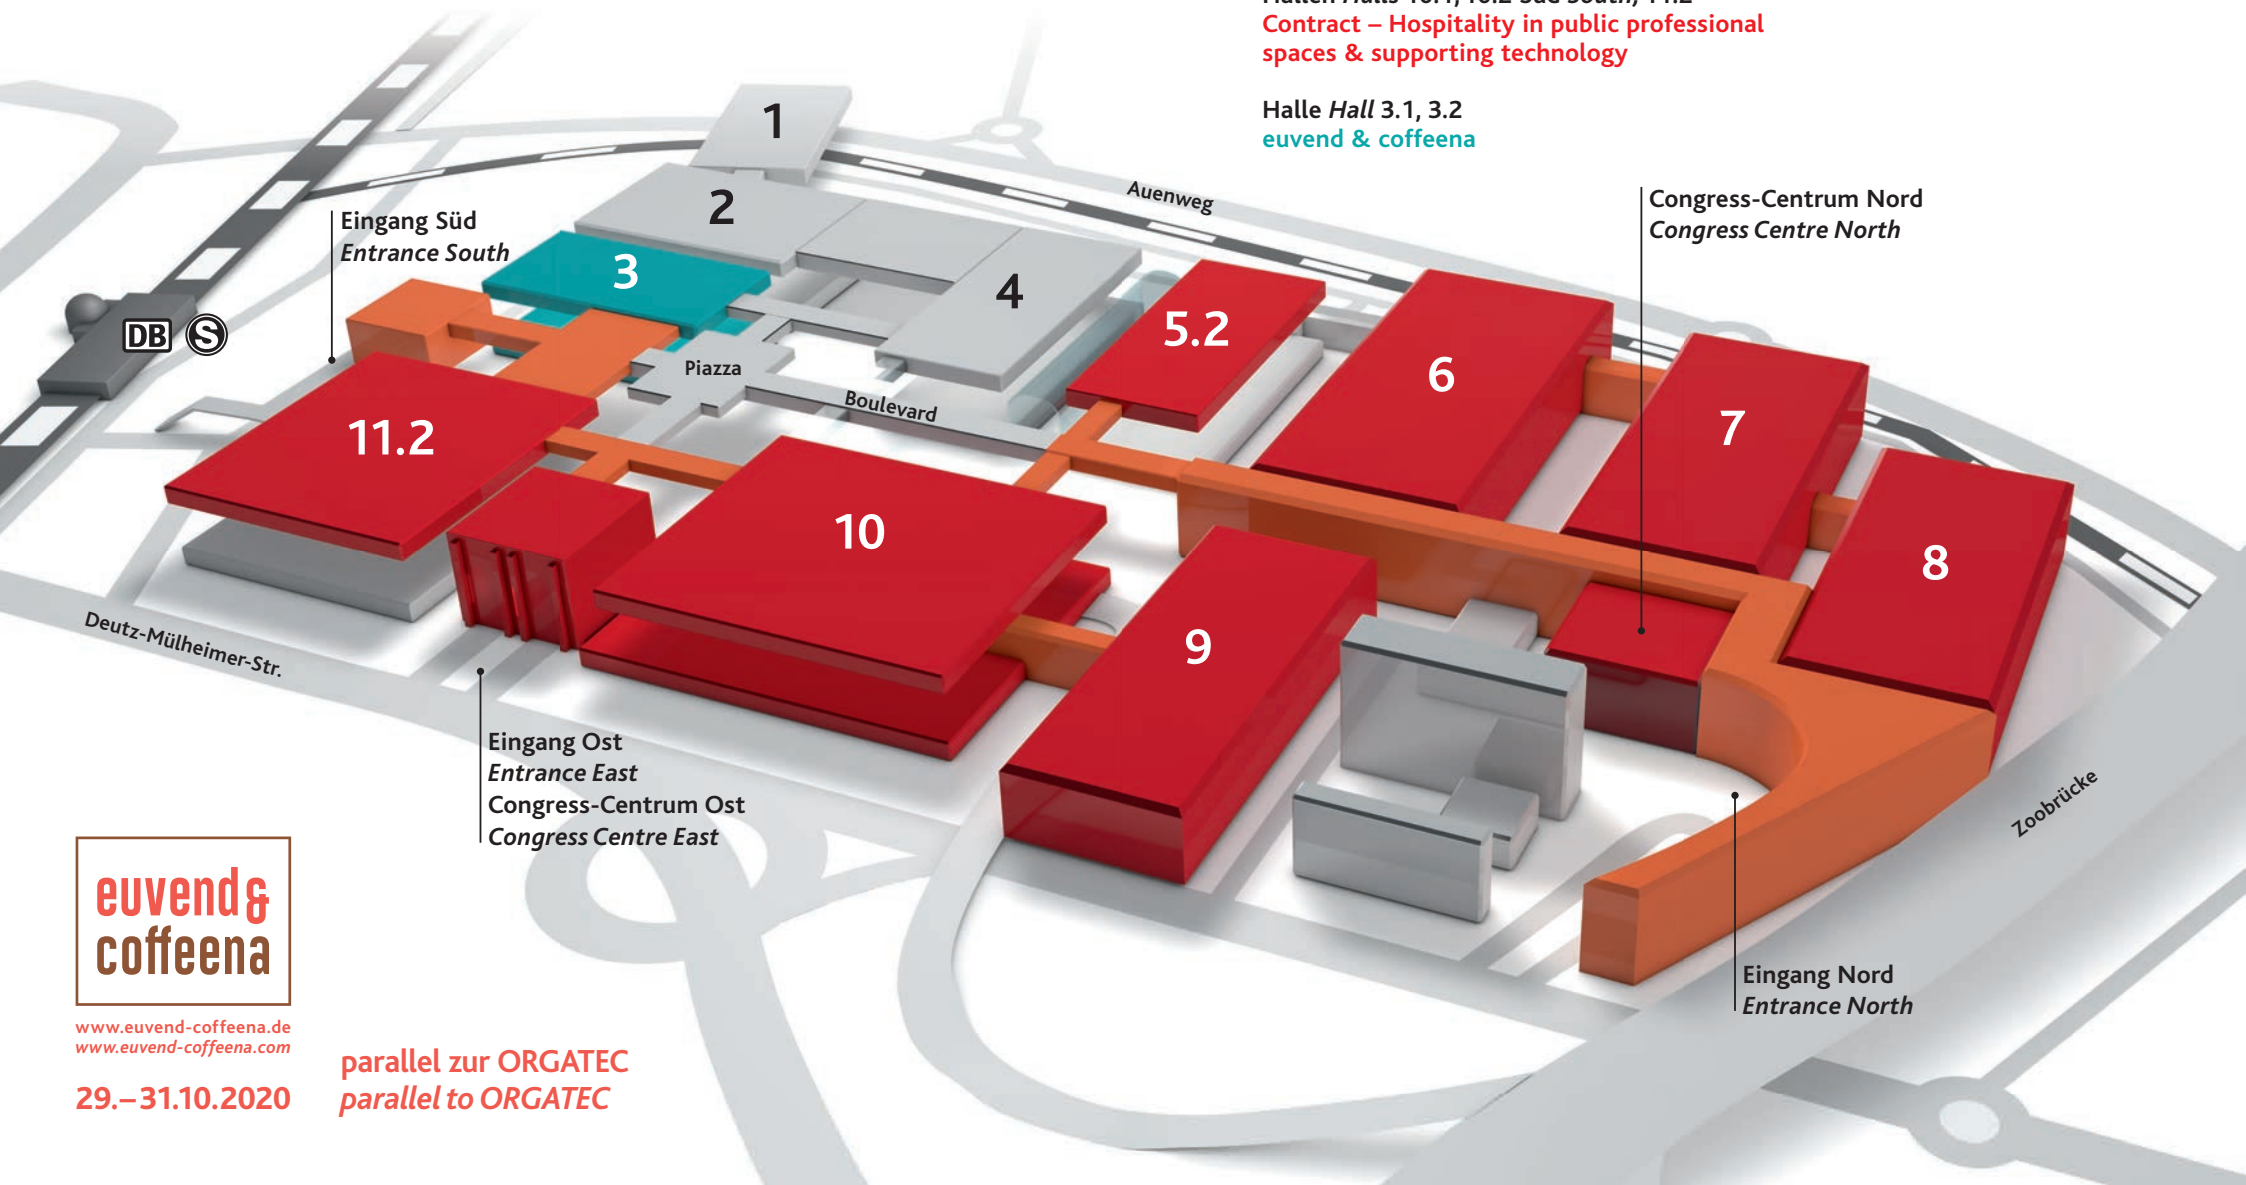 Contract – Hospitality in public professional
spaces & supporting technology
Halle Hall 3.1, 3.2
euvend & coffeena
1
2
3
4
5.2
6
7
8
9
10
11.2
Auenweg
Congress-Centrum Nord
Congress Centre North
Eingang Süd
Entrance South
DB S
Piazza
Boulevard
Deutz-Mülheimer-Str.
Eingang Ost
Entrance East
Congress-Centrum Ost
Congress Centre East
Zoobrücke
Eingang Nord
Entrance North
euvend &
coffeena
www.euvend-coffeena.de
www.euvend-coffeena.com
29.–31.10.2020
parallel zur ORGATEC
parallel to ORGATEC